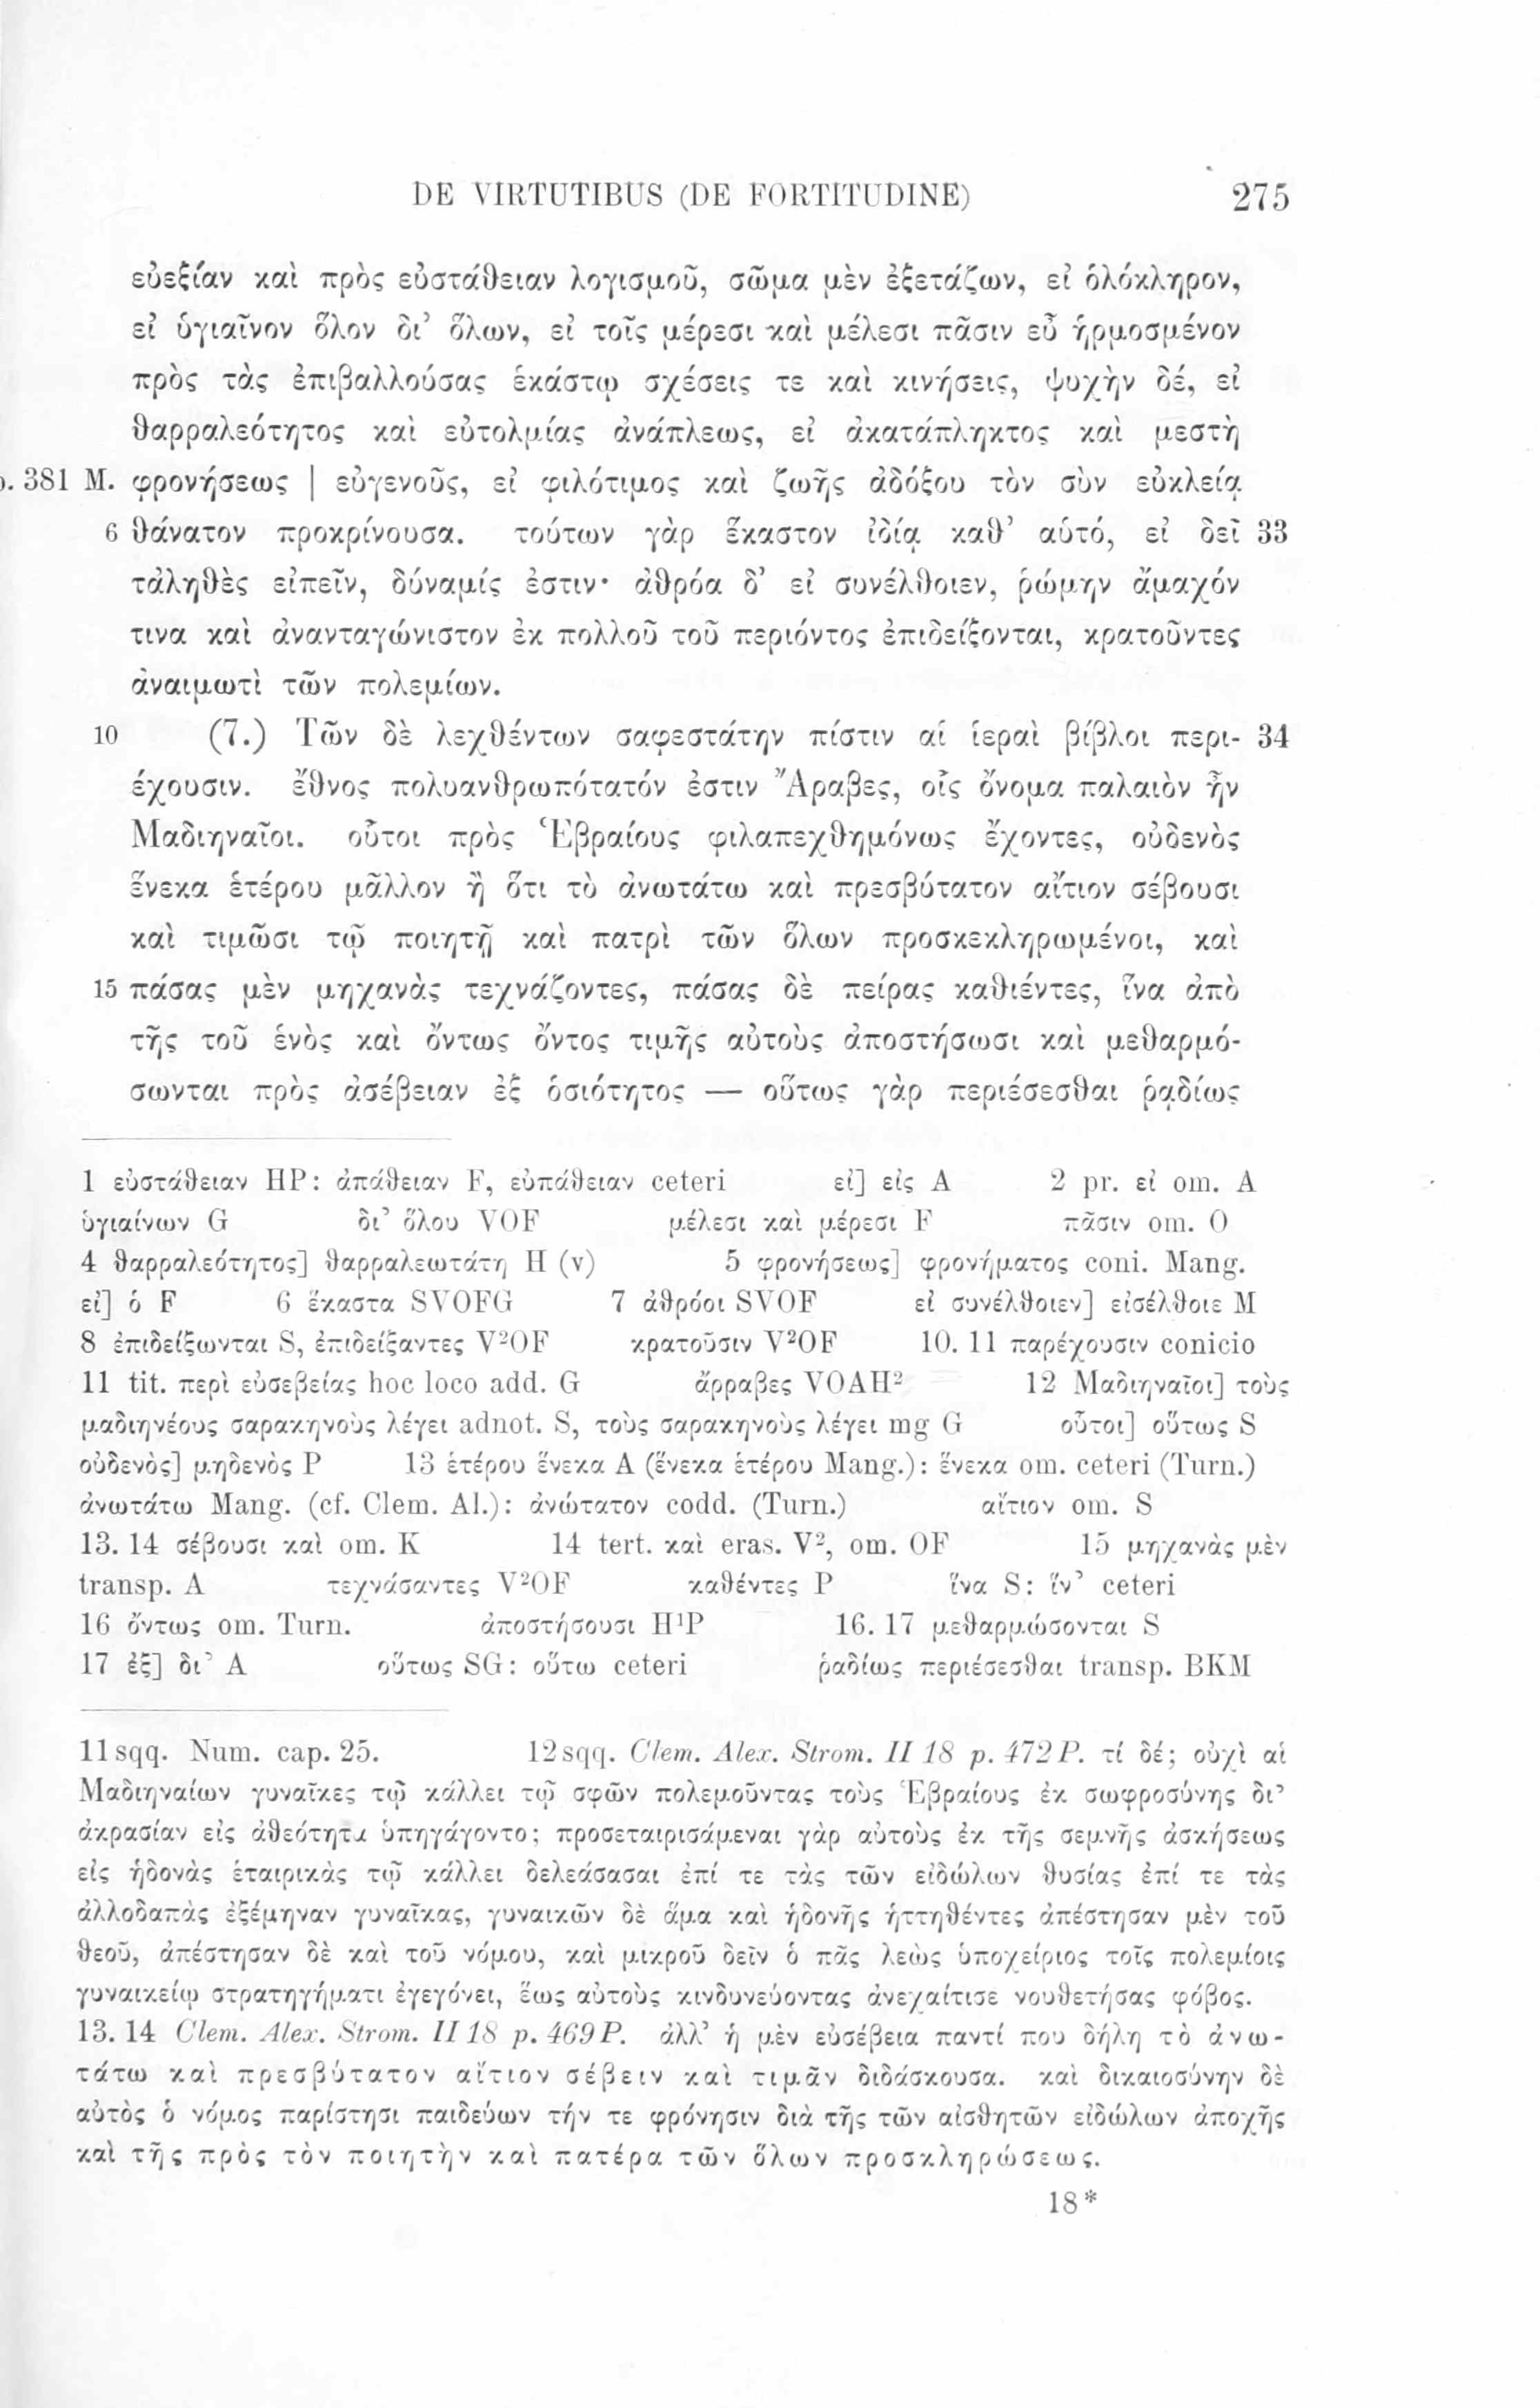 DE VIRTUTIBUS (DE FORTITUDINE) 275
εὐεξίαν καὶ πρὸς εὐστάθειαν λογισμοῦ, σῶμα μὲν ἐξετάζων, εἰ ὁλόκληρον,
εἰ ὑγιαῖνον ὅλον δι’ ὅλων, εἰ τοῖς μέρεσι καὶ μέλεσι πᾶσιν εὖ ἡρμοσμένον
πρὸς τὰς ἐπιβαλλούσας ἑκάστῳ σχέσεις τε καὶ κινήσεις, ψυχὴν δέ, εἰ
θαρραλεότητος καὶ εὐτολμίας ἀνάπλεως, εἰ ἀκατάπληκτος καὶ μεστὴ
p. 381 M. φρονήσεως | εὐγενοῦς, εἰ φιλότιμος καὶ ζωῆς ἀδόξου τὸν σὺν εὐκλείᾳ
6 θάνατον προκρίνουσα. τούτων γὰρ ἕκαστον ἰδίᾳ καθ’ αὑτό, εἰ δεῖ 33
τἀληθὲς εἰπεῖν, δύναμίς ἐστιν· ἀθρόα δ’ εἰ συνέλθοιεν, ῥώμην ἄμαχόν
τινα καὶ ἀνανταγώνιστον ἐκ πολλοῦ τοῦ περιόντος ἐπιδείξονται, κρατοῦντες
ἀναιμωτὶ τῶν πολεμίων.
10 (7.) Τῶν δὲ λεχθέντων σαφεστάτην πίστιν αἱ ἱεραὶ βίβλοι περι- 34
έχουσιν. ἔθνος πολυανθρωπότατόν ἐστιν Ἄραβες, οἷς ὄνομα παλαιὸν ἦν
Μαδιηναῖοι. οὗτοι πρὸς Ἑβραίους φιλαπεχθημόνως ἔχοντες, οὐδενὸς
ἕνεκα ἑτέρου μᾶλλον ἢ ὅτι τὸ ἀνωτάτω καὶ πρεσβύτατον αἴτιον σέβουσι
καὶ τιμῶσι τῷ ποιητῇ καὶ πατρὶ τῶν ὅλων προσκεκληρωμένοι, καὶ
15 πάσας μὲν μηχανὰς τεχνάζοντες, πάσας δὲ πείρας καθιέντες, ἵνα ἀπὸ
τῆς τοῦ ἑνὸς καὶ ὄντως ὄντος τιμῆς αὐτοὺς ἀποστήσωσι καὶ μεθαρμό-
σωνται πρὸς ἀσέβειαν ἐξ ὁσιότητος — οὕτως γὰρ περιέσεσθαι ῥᾳδίως
1 εὐστάθειαν HP: ἀπάθειαν F, εὐπάθειαν ceteri εἰ] εἰς A 2 pr. εἰ om. A
ὑγιαίνων G δι’ ὅλου VOF μέλεσι καὶ μέρεσι F πᾶσιν om. O
4 θαρραλεότητος] θαρραλεωτάτη H (v) 5 φρονήσεως] φρονήματος coni. Mang.
εἰ] ὁ F 6 ἕκαστα SVOFG 7 ἀθρόοι SVOF εἰ συνέλθοιεν] εἰσέλθοιε M
8 ἐπιδείξωνται S, ἐπιδείξαντες V²OF κρατοῦσιν V²OF 10. 11 παρέχουσιν conicio
11 tit. περὶ εὐσεβείας hoc loco add. G ἄρραβες VOAH² 12 Μαδιηναῖοι] τοὺς
μαδιηνέους σαρακηνοὺς λέγει adnot. S, τοὺς σαρακηνοὺς λέγει mg G οὗτοι] οὕτως S
οὐδενὸς] μηδενὸς P 13 ἑτέρου ἕνεκα A (ἕνεκα ἑτέρου Mang.): ἕνεκα om. ceteri (Turn.)
ἀνωτάτω Mang. (cf. Clem. Al.): ἀνώτατον codd. (Turn.) αἴτιον om. S
13. 14 σέβουσι καὶ om. K 14 tert. καὶ eras. V², om. OF 15 μηχανὰς μὲν
transp. A τεχνάσαντες V²OF καθέντες P ἵνα S: ἵν’ ceteri
16 ὄντως om. Turn. ἀποστήσουσι H¹P 16. 17 μεθαρμώσονται S
17 ἐξ] δι’ A οὕτως SG: οὕτω ceteri ῥαδίως περιέσεσθαι transp. BKM
11 sqq. Num. cap. 25. 12 sqq. Clem. Alex. Strom. II 18 p. 472 P. τί δέ; οὐχὶ αἱ
Μαδιηναίων γυναῖκες τῷ κάλλει τῷ σφῶν πολεμοῦντας τοὺς Ἑβραίους ἐκ σωφροσύνης δι’
ἀκρασίαν εἰς ἀθεότητα ὑπηγάγοντο; προσεταιρισάμεναι γὰρ αὐτοὺς ἐκ τῆς σεμνῆς ἀσκήσεως
εἰς ἡδονὰς ἑταιρικὰς τῷ κάλλει δελεάσασαι ἐπί τε τὰς τῶν εἰδώλων θυσίας ἐπί τε τὰς
ἀλλοδαπὰς ἐξέμηναν γυναῖκας, γυναικῶν δὲ ἅμα καὶ ἡδονῆς ἡττηθέντες ἀπέστησαν μὲν τοῦ
θεοῦ, ἀπέστησαν δὲ καὶ τοῦ νόμου, καὶ μικροῦ δεῖν ὁ πᾶς λεὼς ὑποχείριος τοῖς πολεμίοις
γυναικείῳ στρατηγήματι ἐγεγόνει, ἕως αὐτοὺς κινδυνεύοντας ἀνεχαίτισε νουθετήσας φόβος.
13. 14 Clem. Alex. Strom. II 18 p. 469 P. ἀλλ’ ἡ μὲν εὐσέβεια παντί που δήλη τὸ ἀνω-
τάτω καὶ πρεσβύτατον αἴτιον σέβειν καὶ τιμᾶν διδάσκουσα. καὶ δικαιοσύνην δὲ
αὐτὸς ὁ νόμος παρίστησι παιδεύων τήν τε φρόνησιν διὰ τῆς τῶν αἰσθητῶν εἰδώλων ἀποχῆς
καὶ τῆς πρὸς τὸν ποιητὴν καὶ πατέρα τῶν ὅλων προσκληρώσεως.
18*